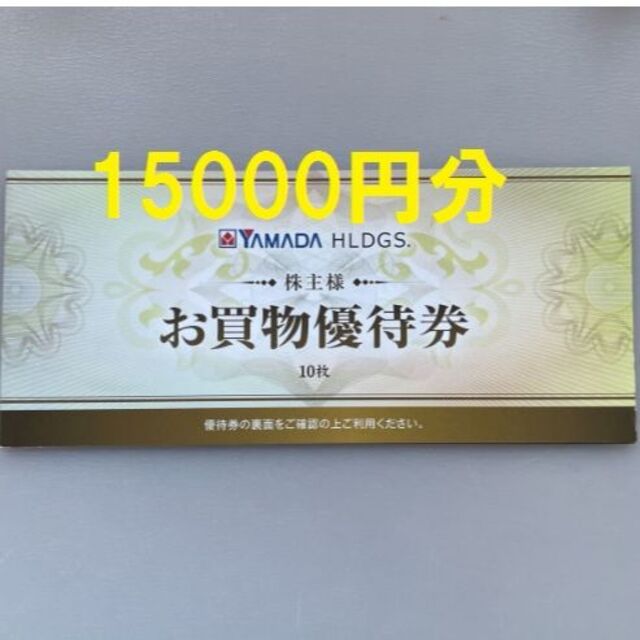 15000円分
YAMADA HLDGS.
株主様
お買物優待券
10枚
優待券の裏面をご確認の上ご利用ください。